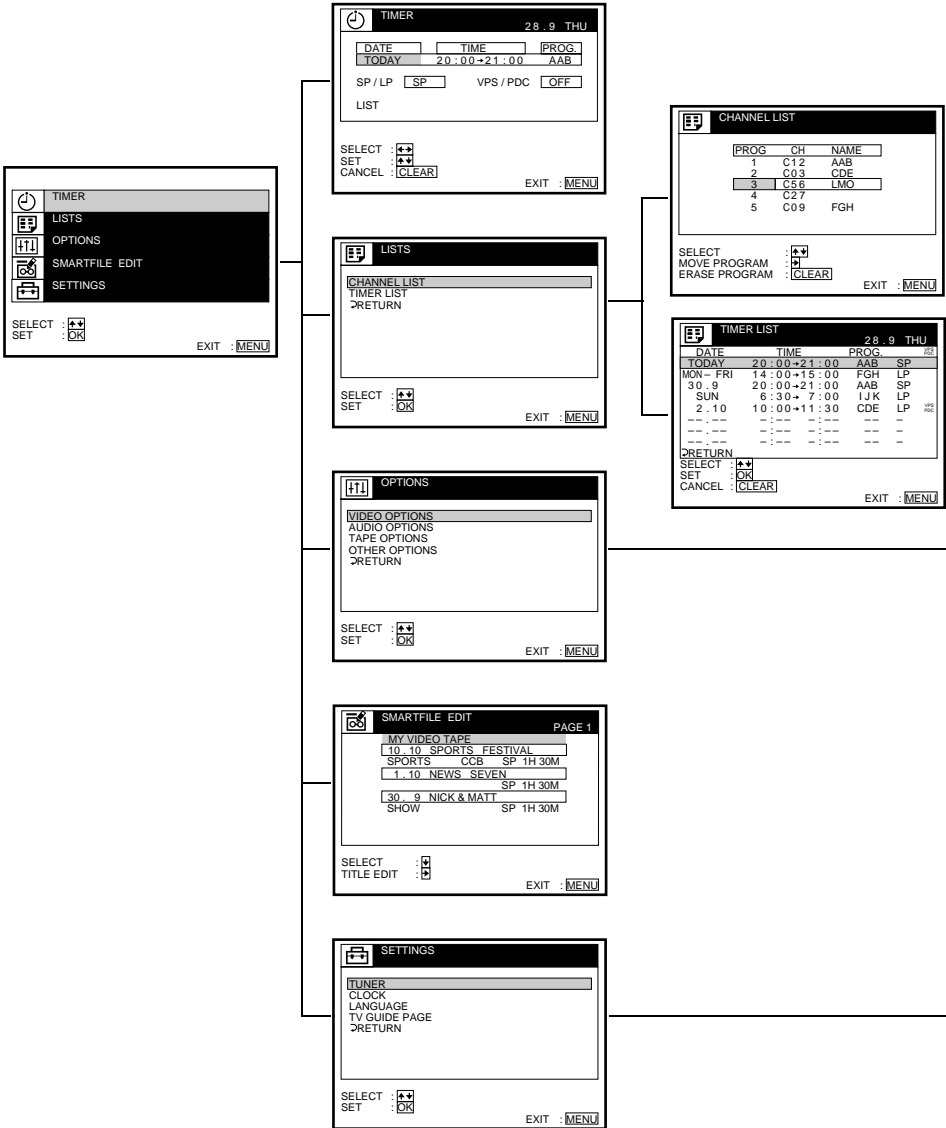 TIMER
LISTS
OPTIONS
SMARTFILE EDIT
SETTINGS
SELECT :
SET : OK
EXIT : MENU
TIMER
28.9 THU
DATE TIME PROG.
TODAY 20:00→21:00 AAB
SP/LP SP VPS/PDC OFF
LIST
SELECT :
SET :
CANCEL : CLEAR
EXIT : MENU
LISTS
CHANNEL LIST
TIMER LIST
RETURN
SELECT :
SET : OK
EXIT : MENU
CHANNEL LIST
PROG CH NAME
1 C12 AAB
2 C03 CDE
3 C56 LMO
4 C27
5 C09 FGH
SELECT :
MOVE PROGRAM :
ERASE PROGRAM : CLEAR
EXIT : MENU
TIMER LIST
28.9 THU
DATE TIME PROG. VPS PDC
TODAY 20:00→21:00 AAB SP
MON–FRI 14:00→15:00 FGH LP
30.9 20:00→21:00 AAB SP
SUN 6:30→ 7:00 IJK LP
2.10 10:00→11:30 CDE LP VPS PDC
––.–– –:–– –:–– –– –
––.–– –:–– –:–– –– –
––.–– –:–– –:–– –– –
RETURN
SELECT :
SET : OK
CANCEL : CLEAR
EXIT : MENU
OPTIONS
VIDEO OPTIONS
AUDIO OPTIONS
TAPE OPTIONS
OTHER OPTIONS
RETURN
SELECT :
SET : OK
EXIT : MENU
SMARTFILE EDIT
PAGE 1
MY VIDEO TAPE
10.10 SPORTS FESTIVAL
SPORTS CCB SP 1H 30M
1.10 NEWS SEVEN
SP 1H 30M
30. 9 NICK & MATT
SHOW SP 1H 30M
SELECT :
TITLE EDIT :
EXIT : MENU
SETTINGS
TUNER
CLOCK
LANGUAGE
TV GUIDE PAGE
RETURN
SELECT :
SET : OK
EXIT : MENU